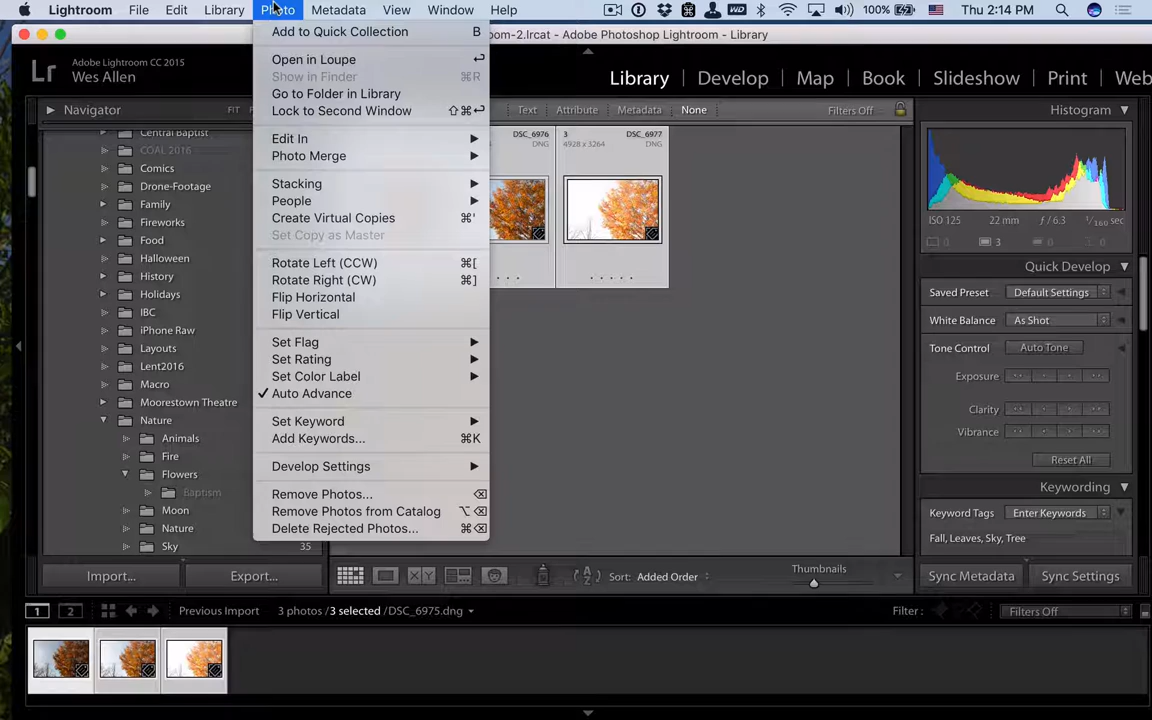 Lightroom File Edit Library Photo Metadata View Window Help 100% Thu 2:14 PM
oom-2.lrcat - Adobe Photoshop Lightroom - Library
Lr Adobe Lightroom CC 2015
Wes Allen
Library | Develop | Map | Book | Slideshow | Print | Web
Navigator FIT
Text Attribute Metadata None Filters Off
Histogram
ISO 125 22 mm ƒ / 6.3 1/160 sec
3
Quick Develop
Saved Preset Default Settings
White Balance As Shot
Tone Control Auto Tone
Exposure
Clarity
Vibrance
Reset All
Keywording
Keyword Tags Enter Keywords
Fall, Leaves, Sky, Tree
Central Baptist
COAL 2016
Comics
Drone-Footage
Family
Fireworks
Food
Halloween
History
Holidays
IBC
iPhone Raw
Layouts
Lent2016
Macro
Moorestown Theatre
Nature
Animals
Fire
Flowers
Baptism
Moon
Nature
Sky 35
Add to Quick Collection B
Open in Loupe ↩
Show in Finder ⌘R
Go to Folder in Library
Lock to Second Window ⇧⌘↩
Edit In
Photo Merge
Stacking
People
Create Virtual Copies ⌘'
Set Copy as Master
Rotate Left (CCW) ⌘[
Rotate Right (CW) ⌘]
Flip Horizontal
Flip Vertical
Set Flag
Set Rating
Set Color Label
✓ Auto Advance
Set Keyword
Add Keywords... ⌘K
Develop Settings
Remove Photos... ⌫
Remove Photos from Catalog ⌥⌫
Delete Rejected Photos... ⌘⌫
DSC_6976
DNG
3 DSC_6977
4928 x 3264 DNG
Import... Export...
Sort: Added Order Thumbnails
Sync Metadata Sync Settings
1 2 Previous Import 3 photos / 3 selected / DSC_6975.dng Filter : Filters Off